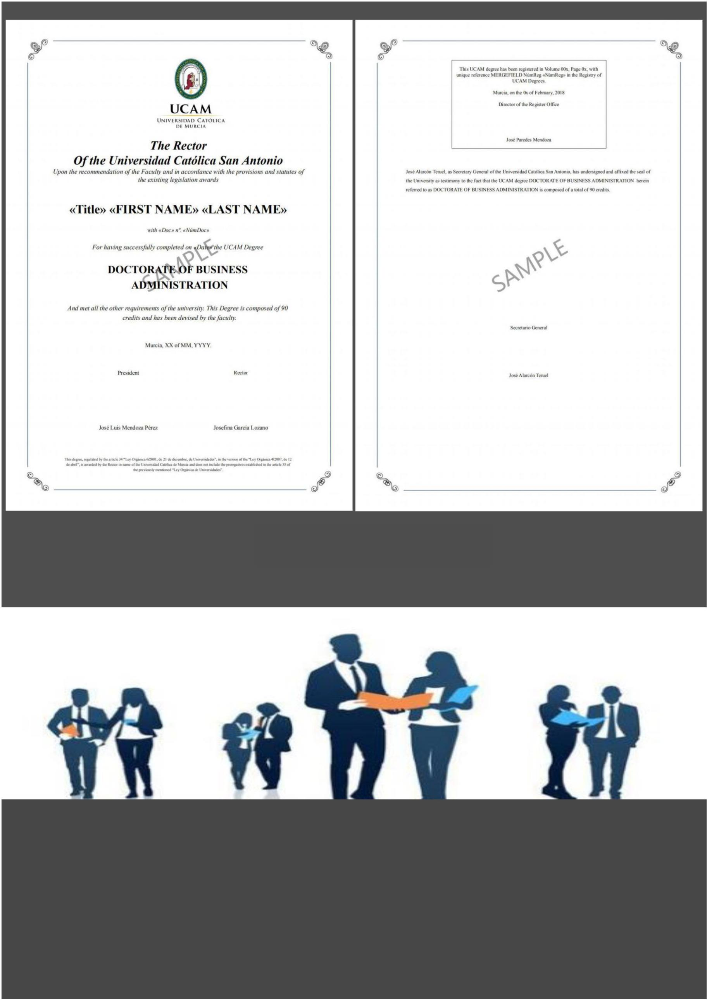 UCAM
UNIVERSIDAD CATÓLICA
DE MURCIA
The Rector
Of the Universidad Católica San Antonio
Upon the recommendation of the Faculty and in accordance with the provisions and statutes of
the existing legislation awards
«Title» «FIRST NAME» «LAST NAME»
with «Doc» nº. «NúmDoc»
For having successfully completed on «Date» the UCAM Degree
SAMPLE
DOCTORATE OF BUSINESS
ADMINISTRATION
And met all the other requirements of the university. This Degree is composed of 90
credits and has been devised by the faculty.
Murcia, XX of MM, YYYY.
President Rector
José Luis Mendoza Pérez Josefina García Lozano
This degree, regulated by the article 34 “Ley Orgánica 6/2001, de 21 de diciembre, de Universidades”, in the version of the “Ley Orgánica 4/2007, de 12
de abril”, is awarded by the Rector in name of the Universidad Católica de Murcia and does not include the prerogatives established in the article 35 of
the previously mentioned “Ley Orgánica de Universidades”.
This UCAM degree has been registered in Volume 00x, Page 0x, with
unique reference MERGEFIELD NúmReg «NúmReg» in the Registry of
UCAM Degrees.
Murcia, on the 0x of February, 2018
Director of the Register Office
José Paredes Mendoza
José Alarcón Teruel, as Secretary General of the Universidad Católica San Antonio, has undersigned and affixed the seal of
the University as testimony to the fact that the UCAM degree DOCTORATE OF BUSINESS ADMINISTRATION herein
referred to as DOCTORATE OF BUSINESS ADMINISTRATION is composed of a total of 90 credits.
SAMPLE
Secretario General
José Alarcón Teruel